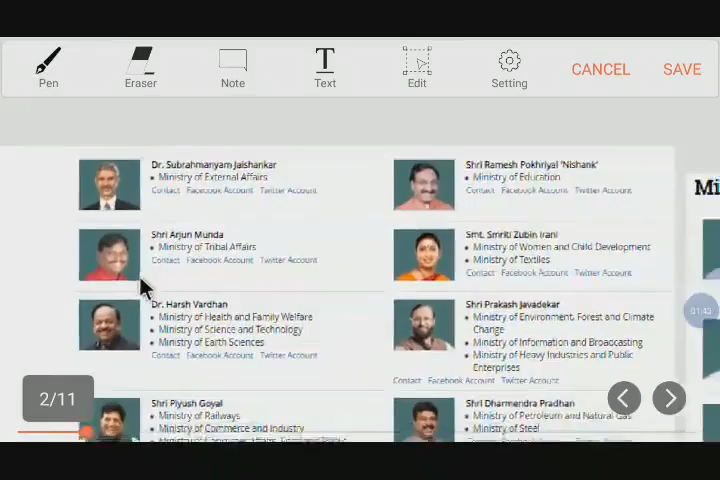 Pen
Eraser
Note
Text
Edit
Setting
CANCEL
SAVE
Dr. Subrahmanyam Jaishankar
Ministry of External Affairs
Contact Facebook Account Twitter Account
Shri Arjun Munda
Ministry of Tribal Affairs
Contact Facebook Account Twitter Account
Dr. Harsh Vardhan
Ministry of Health and Family Welfare
Ministry of Science and Technology
Ministry of Earth Sciences
Contact Facebook Account Twitter Account
Shri Piyush Goyal
Ministry of Railways
Ministry of Commerce and Industry
Shri Ramesh Pokhriyal 'Nishank'
Ministry of Education
Contact Facebook Account Twitter Account
Smt. Smriti Zubin Irani
Ministry of Women and Child Development
Ministry of Textiles
Contact Facebook Account Twitter Account
Shri Prakash Javadekar
Ministry of Environment, Forest and Climate
Change
Ministry of Information and Broadcasting
Ministry of Heavy Industries and Public
Enterprises
Contact Facebook Account Twitter Account
Shri Dharmendra Pradhan
Ministry of Petroleum and Natural Gas
Ministry of Steel
Mi
01:43
2/11